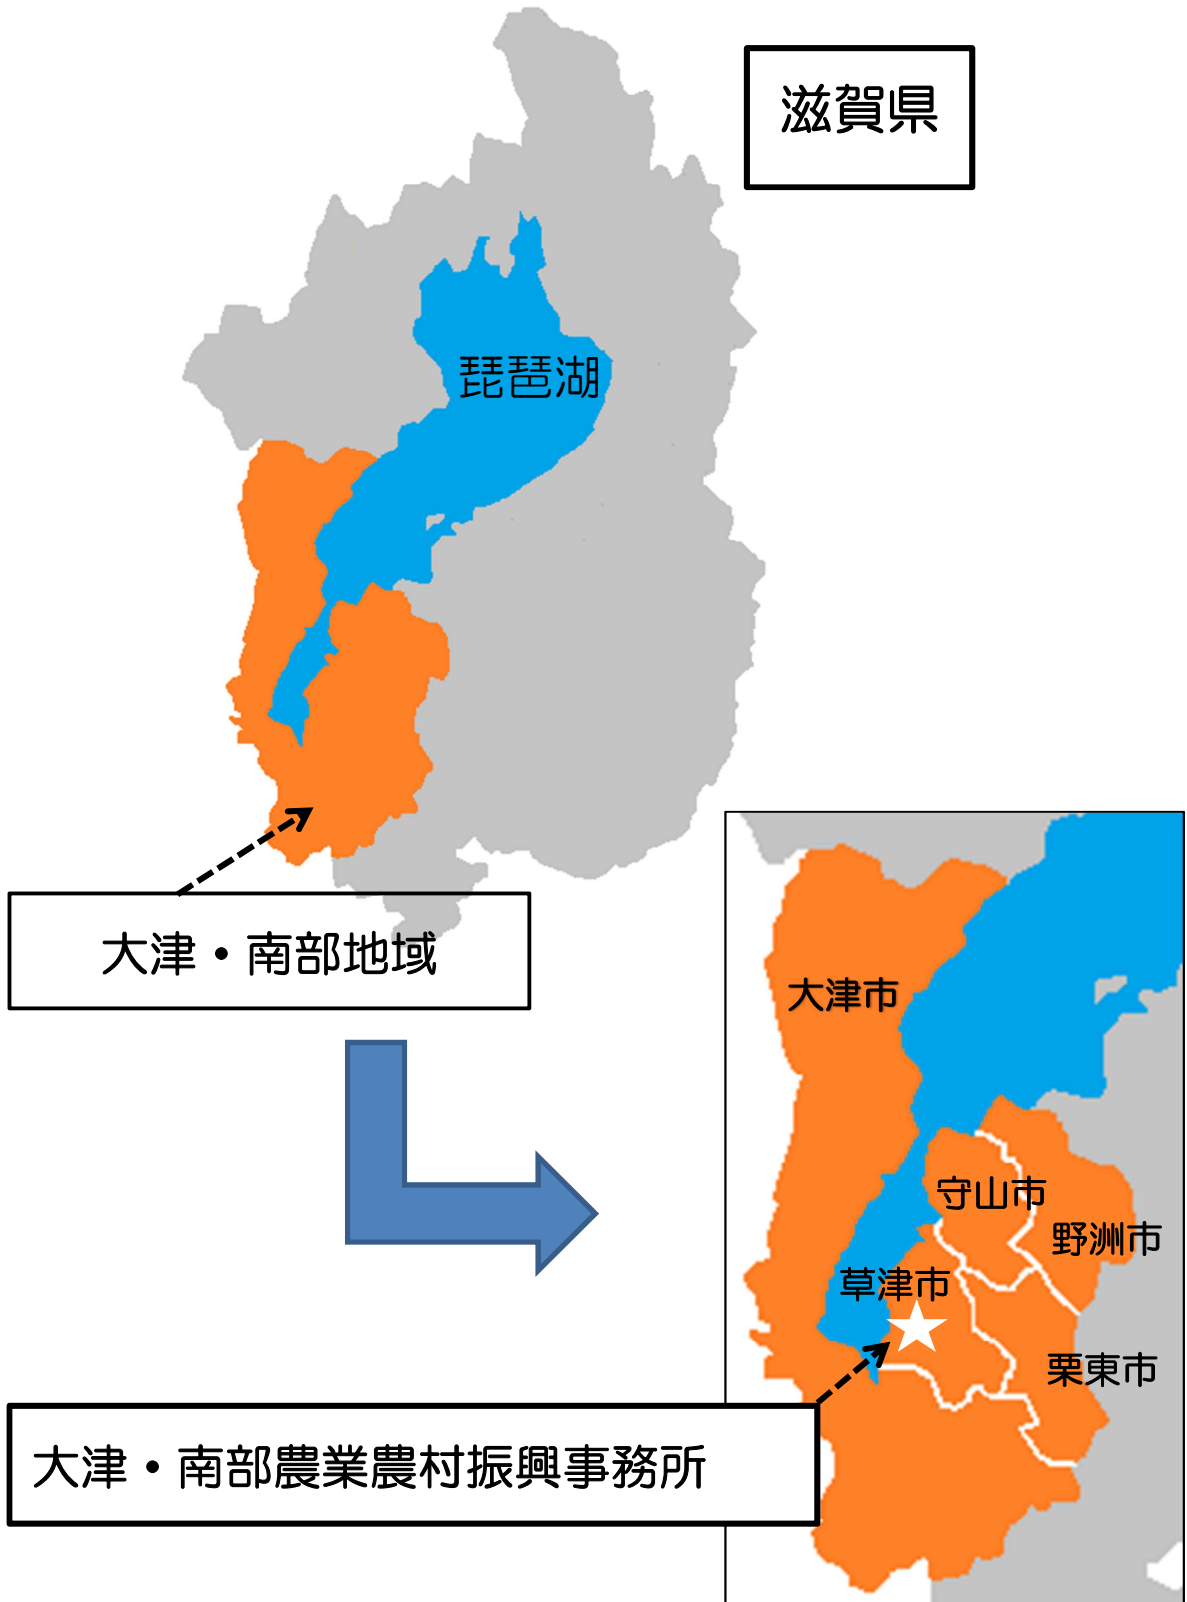 滋賀県
琵琶湖
大津・南部地域
大津市
守山市
野洲市
草津市
栗東市
大津・南部農業農村振興事務所